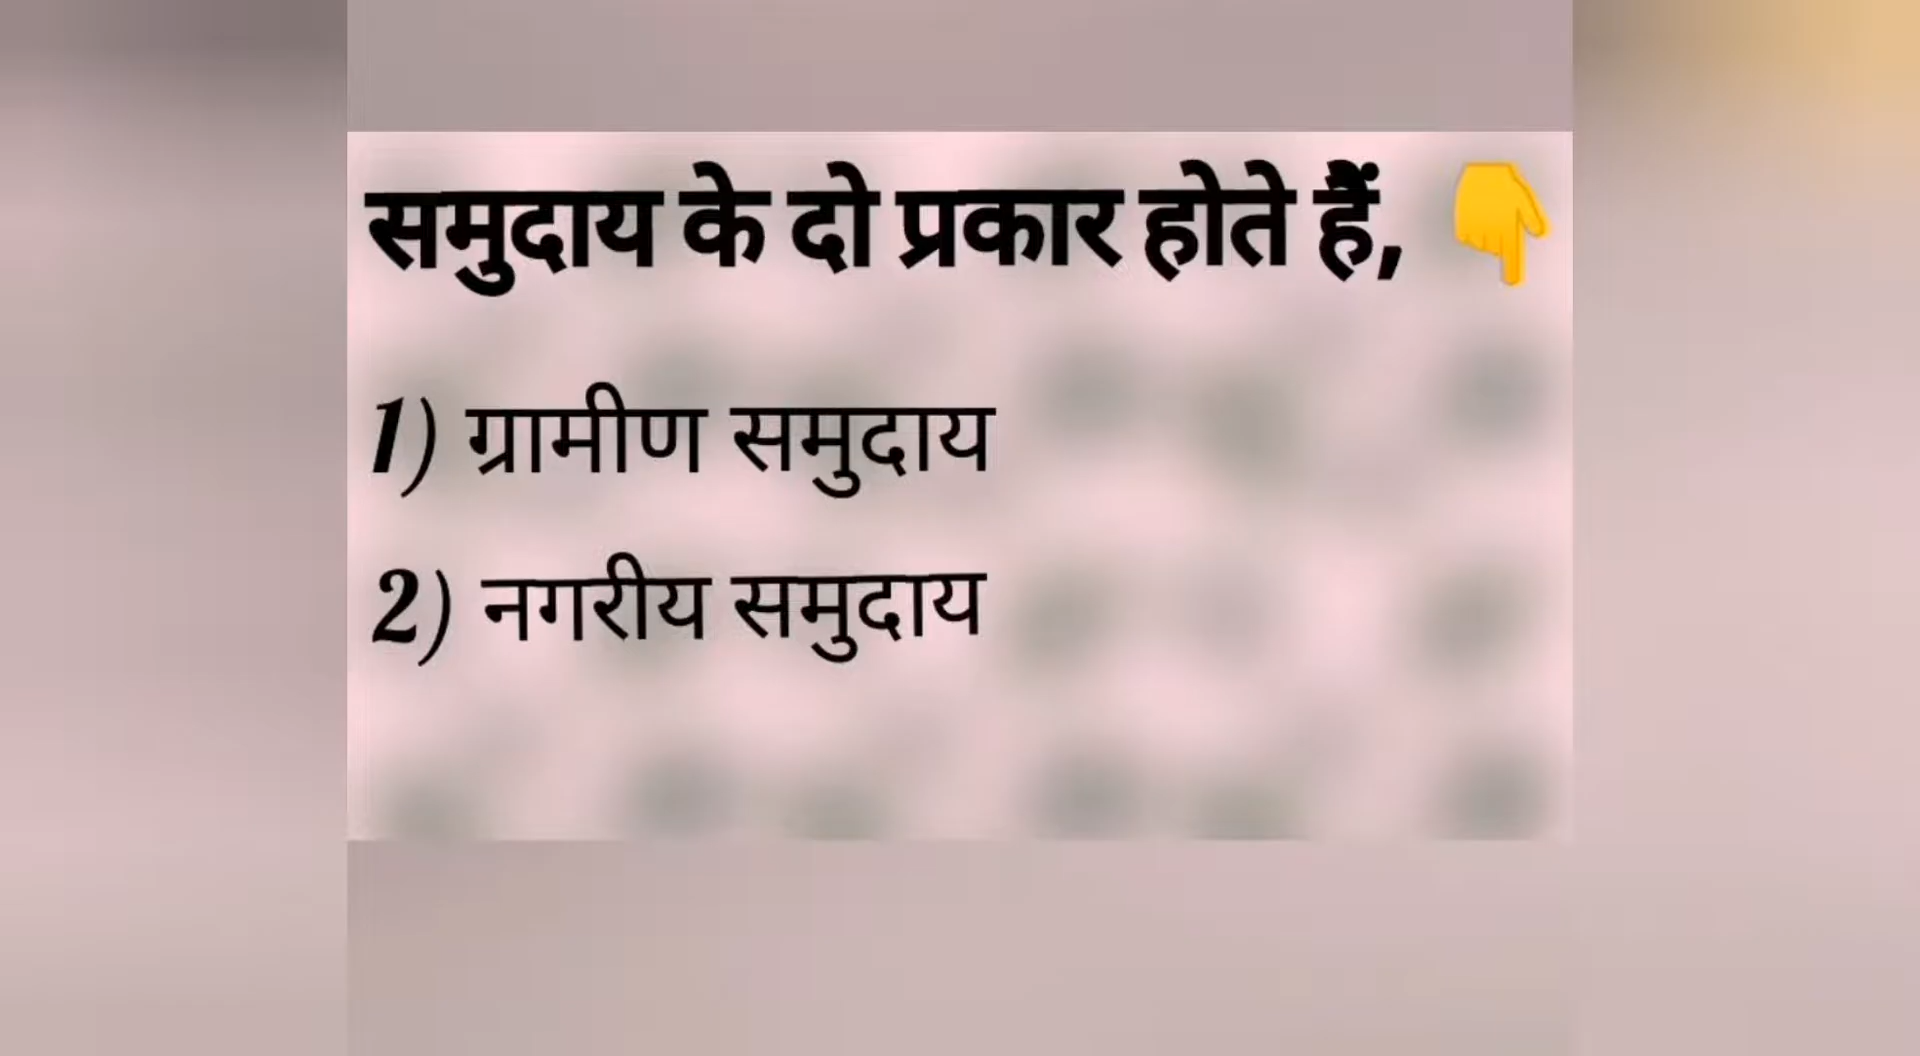 समुदाय के दो प्रकार होते हैं, 👇
1) ग्रामीण समुदाय
2) नगरीय समुदाय